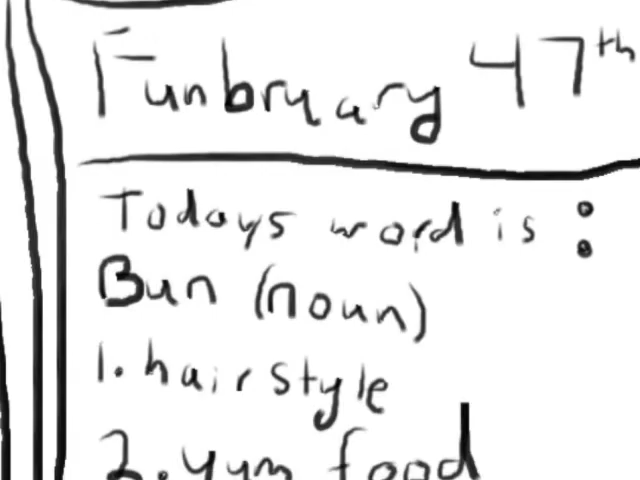 Funbruary 47th
Todays word is :
Bun (noun)
1. hairstyle
2. yum food